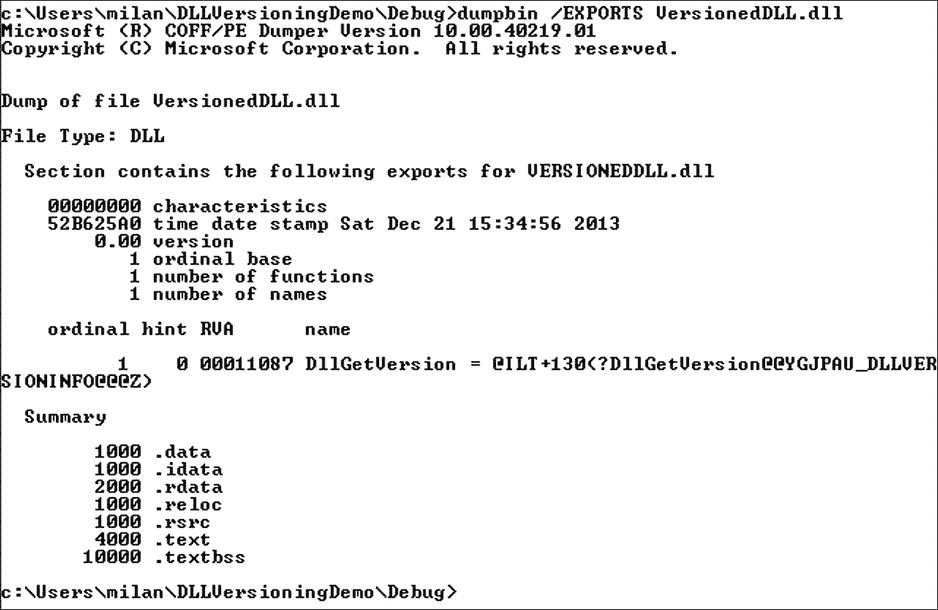 c:\Users\milan\DLLVersioningDemo\Debug>dumpbin /EXPORTS VersionedDLL.dll
Microsoft (R) COFF/PE Dumper Version 10.00.40219.01
Copyright (C) Microsoft Corporation.  All rights reserved.
Dump of file VersionedDLL.dll
File Type: DLL
Section contains the following exports for VERSIONEDDLL.dll
00000000 characteristics
52B625A0 time date stamp Sat Dec 21 15:34:56 2013
0.00 version
1 ordinal base
1 number of functions
1 number of names
ordinal hint RVA      name
1    0 00011087 DllGetVersion = @ILT+130(?DllGetVersion@@YGJPAU_DLLVER
SIONINFO@@@Z)
Summary
1000 .data
1000 .idata
2000 .rdata
1000 .reloc
1000 .rsrc
4000 .text
10000 .textbss
c:\Users\milan\DLLVersioningDemo\Debug>